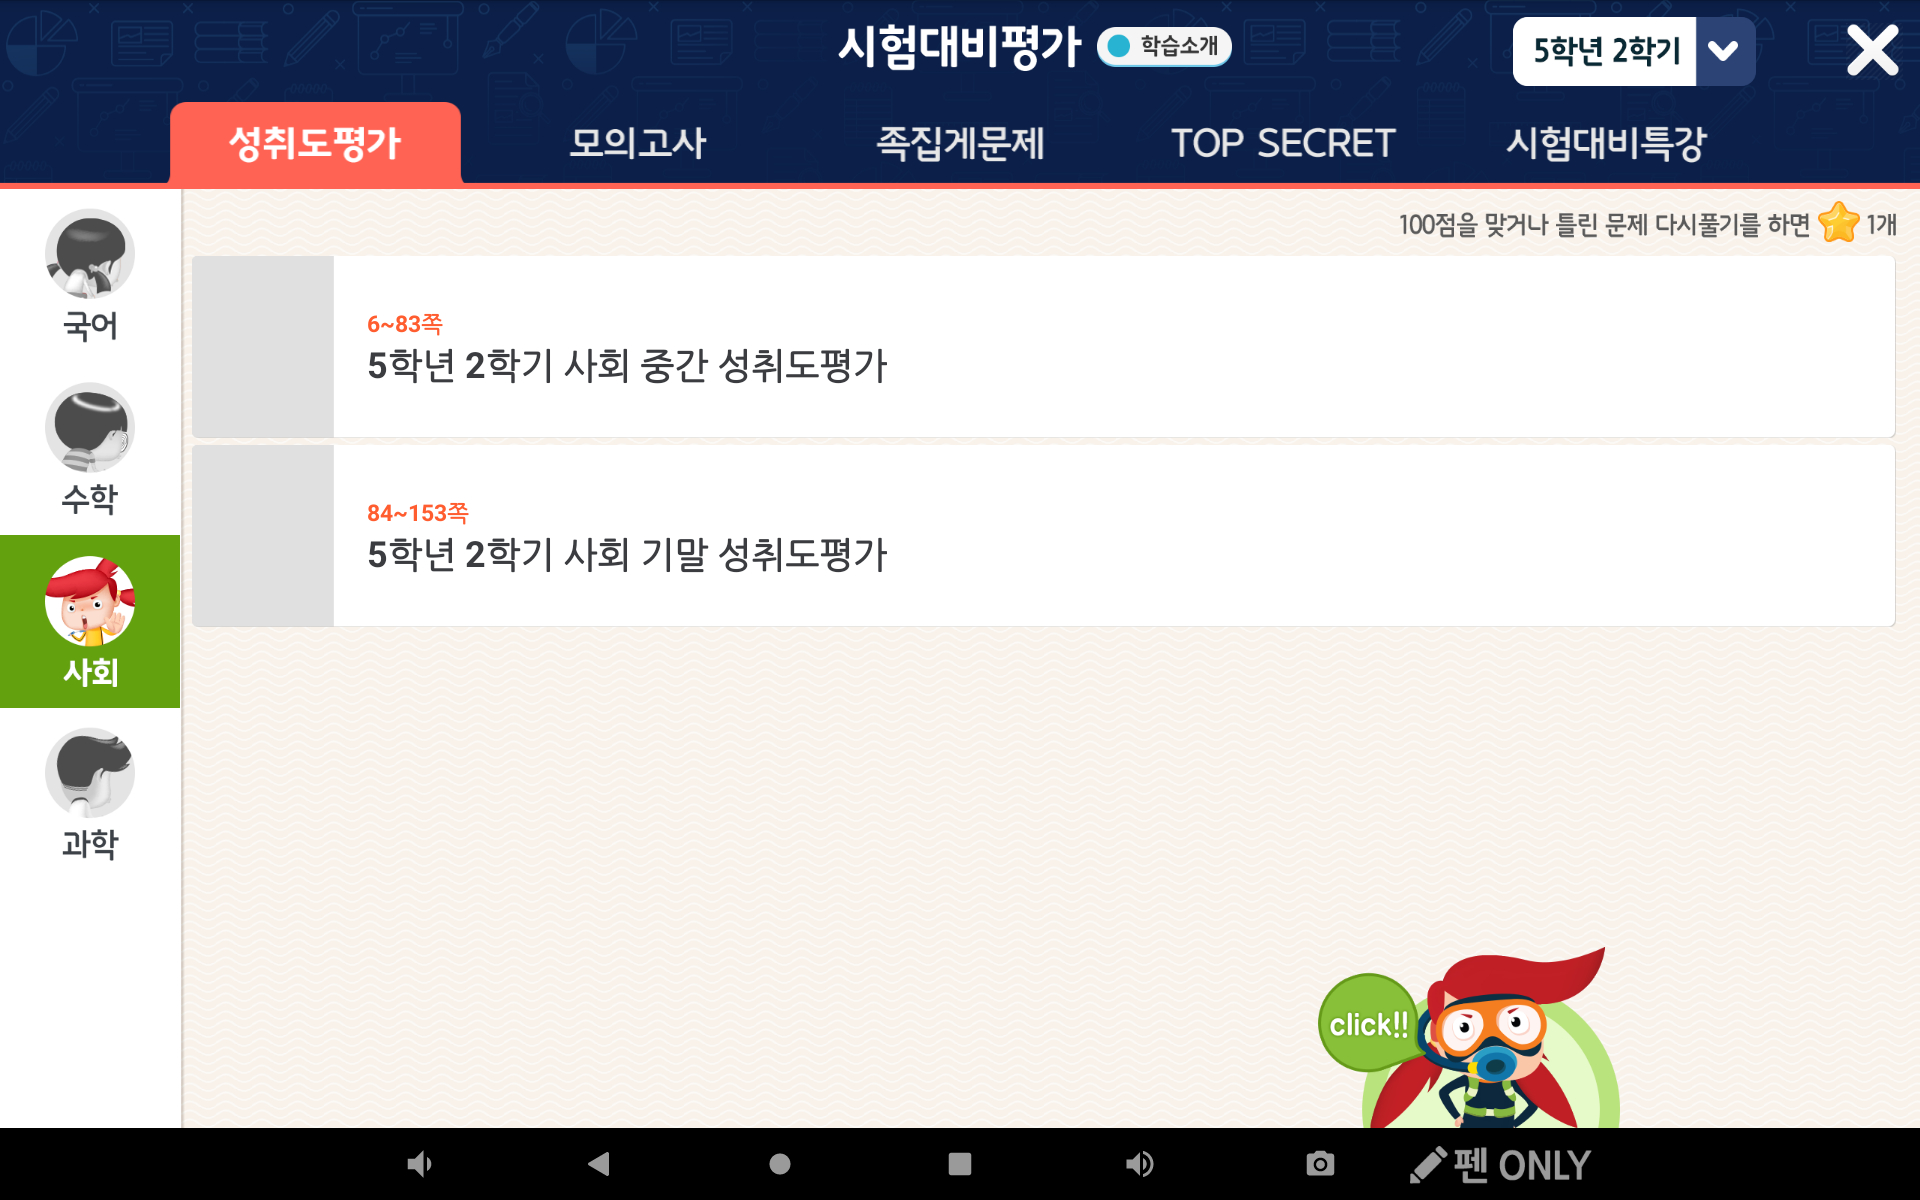 시험대비평가
학습소개
5학년 2학기
성취도평가
모의고사
족집게문제
TOP SECRET
시험대비특강
국어
수학
사회
과학
100점을 맞거나 틀린 문제 다시풀기를 하면 1개
6~83쪽
5학년 2학기 사회 중간 성취도평가
84~153쪽
5학년 2학기 사회 기말 성취도평가
click!!
펜 ONLY